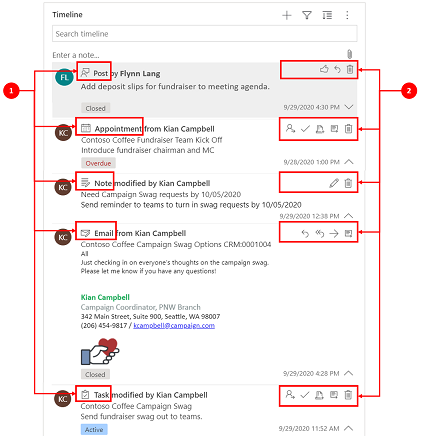 Timeline
Search timeline
Enter a note...
FL
Post by Flynn Lang
Add deposit slips for fundraiser to meeting agenda.
Closed
9/29/2020 4:30 PM
1
2
KC
Appointment from Kian Campbell
Contoso Coffee Fundraiser Team Kick Off
Introduce fundraiser chairman and MC
Overdue
9/28/2020 1:00 PM
KC
Note modified by Kian Campbell
Need Campaign Swag requests by 10/05/2020
Send reminder to teams to turn in swag requests by 10/05/2020
9/29/2020 12:38 PM
KC
Email from Kian Campbell
Contoso Coffee Campaign Swag Options CRM:0001004
All
Just checking in on everyone's thoughts on the campaign swag.
Please let me know if you have any questions!
Kian Campbell
Campaign Coordinator, PNW Branch
342 Main Street, Suite 900, Seattle, WA 98007
(206) 454-9817 / kcampbell@campaign.com
Closed
9/29/2020 4:28 PM
KC
Task modified by Kian Campbell
Contoso Coffee Campaign Swag
Send fundraiser swag out to teams.
Active
9/29/2020 11:52 AM